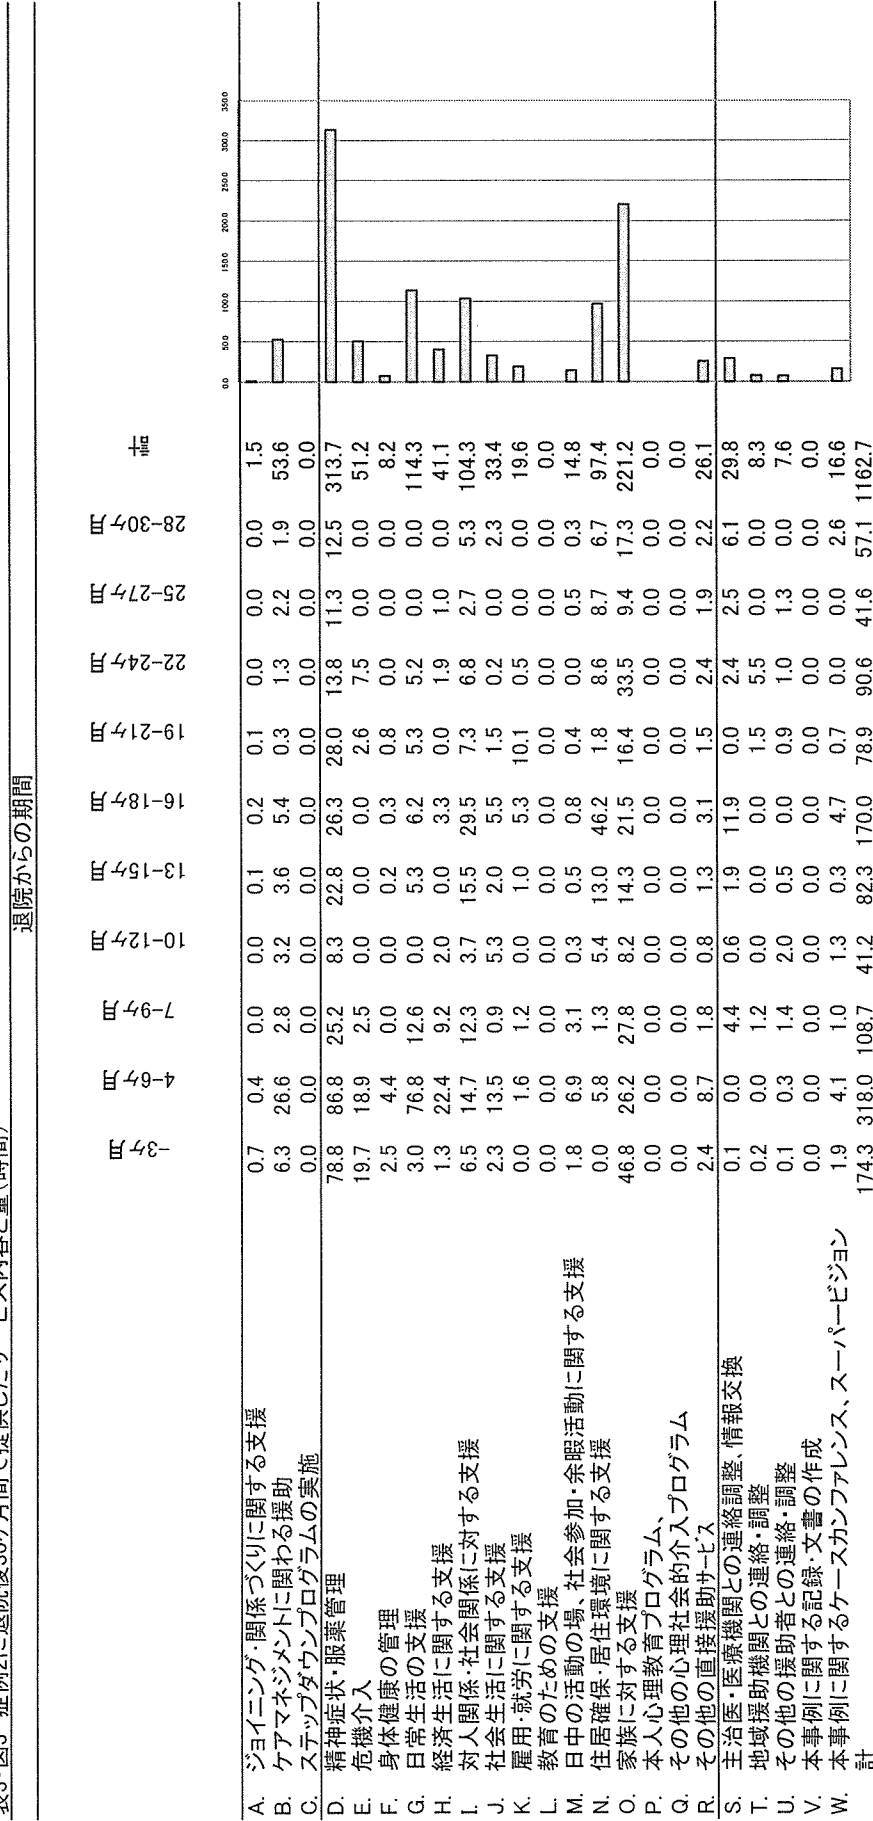 表3・図3 症例2に退院後30ヶ月間で提供したサービス内容と量(時間)
退院からの期間
-3ヶ月 4-6ヶ月 7-9ヶ月 10-12ヶ月 13-15ヶ月 16-18ヶ月 19-21ヶ月 22-24ヶ月 25-27ヶ月 28-30ヶ月 計
0.0 50.0 100.0 150.0 200.0 250.0 300.0 350.0
A. ジョイニング・関係づくりに関する支援 0.7 0.4 0.0 0.0 0.1 0.2 0.1 0.0 0.0 0.0 1.5
B. ケアマネジメントに関わる援助 6.3 26.6 2.8 3.2 3.6 5.4 0.3 1.3 2.2 1.9 53.6
C. ステップダウンプログラムの実施 0.0 0.0 0.0 0.0 0.0 0.0 0.0 0.0 0.0 0.0 0.0
D. 精神症状・服薬管理 78.8 86.8 25.2 8.3 22.8 26.3 28.0 13.8 11.3 12.5 313.7
E. 危機介入 19.7 18.9 2.5 0.0 0.0 0.0 2.6 7.5 0.0 0.0 51.2
F. 身体健康の管理 2.5 4.4 0.0 0.0 0.2 0.3 0.8 0.0 0.0 0.0 8.2
G. 日常生活の支援 3.0 76.8 12.6 0.0 5.3 6.2 5.3 5.2 0.0 0.0 114.3
H. 経済生活に関する支援 1.3 22.4 9.2 2.0 0.0 3.3 0.0 1.9 1.0 0.0 41.1
I. 対人関係・社会関係に対する支援 6.5 14.7 12.3 3.7 15.5 29.5 7.3 6.8 2.7 5.3 104.3
J. 社会生活に関する支援 2.3 13.5 0.9 5.3 2.0 5.5 1.5 0.2 0.0 2.3 33.4
K. 雇用・就労に関する支援 0.0 1.6 1.2 0.0 1.0 5.3 10.1 0.5 0.0 0.0 19.6
L. 教育のための支援 0.0 0.0 0.0 0.0 0.0 0.0 0.0 0.0 0.0 0.0 0.0
M. 日中の活動の場、社会参加・余暇活動に関する支援 1.8 6.9 3.1 0.3 0.5 0.8 0.4 0.0 0.5 0.3 14.8
N. 住居確保・居住環境に関する支援 0.0 5.8 1.3 5.4 13.0 46.2 1.8 8.6 8.7 6.7 97.4
O. 家族に対する支援 46.8 26.2 27.8 8.2 14.3 21.5 16.4 33.5 9.4 17.3 221.2
P. 本人心理教育プログラム、 0.0 0.0 0.0 0.0 0.0 0.0 0.0 0.0 0.0 0.0 0.0
Q. その他の心理社会的介入プログラム 0.0 0.0 0.0 0.0 0.0 0.0 0.0 0.0 0.0 0.0 0.0
R. その他の直接援助サービス 2.4 8.7 1.8 0.8 1.3 3.1 1.5 2.4 1.9 2.2 26.1
S. 主治医・医療機関との連絡調整、情報交換 0.1 0.0 4.4 0.6 1.9 11.9 0.0 2.4 2.5 6.1 29.8
T. 地域援助機関との連絡・調整 0.2 0.0 1.2 0.0 0.0 0.0 1.5 5.5 0.0 0.0 8.3
U. その他の援助者との連絡・調整 0.1 0.3 1.4 2.0 0.5 0.0 0.9 1.0 1.3 0.0 7.6
V. 本事例に関する記録・文書の作成 0.0 0.0 0.0 0.0 0.0 0.0 0.0 0.0 0.0 0.0 0.0
W. 本事例に関するケースカンファレンス、スーパービジョン 1.9 4.1 1.0 1.3 0.3 4.7 0.7 0.0 0.0 2.6 16.6
計 174.3 318.0 108.7 41.2 82.3 170.0 78.9 90.6 41.6 57.1 1162.7